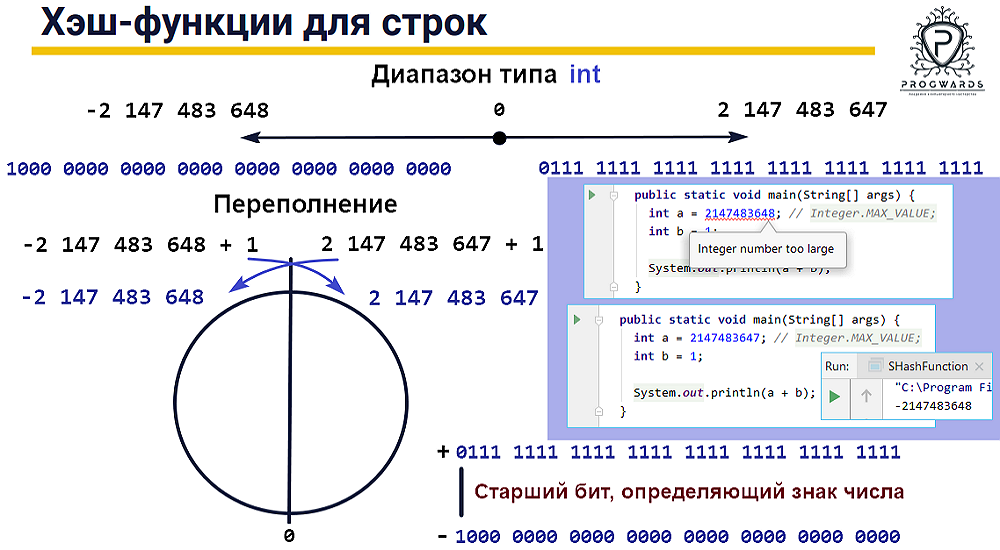 Хэш-функции для строк
PROGWARDS
Диапазон типа int
-2 147 483 648
0
2 147 483 647
1000 0000 0000 0000 0000 0000 0000 0000
0111 1111 1111 1111 1111 1111 1111 1111
Переполнение
-2 147 483 648 + 1
2 147 483 647 + 1
-2 147 483 648
2 147 483 647
0
public static void main(String[] args) {
int a = 2147483648; // Integer.MAX_VALUE;
int b = 1;
Integer number too large
System.out.println(a + b);
}
public static void main(String[] args) {
int a = 2147483647; // Integer.MAX_VALUE;
int b = 1;
System.out.println(a + b);
}
Run: SHashFunction ×
"C:\Program Fi
-2147483648
+ 0111 1111 1111 1111 1111 1111 1111 1111
Старший бит, определяющий знак числа
- 1000 0000 0000 0000 0000 0000 0000 0000